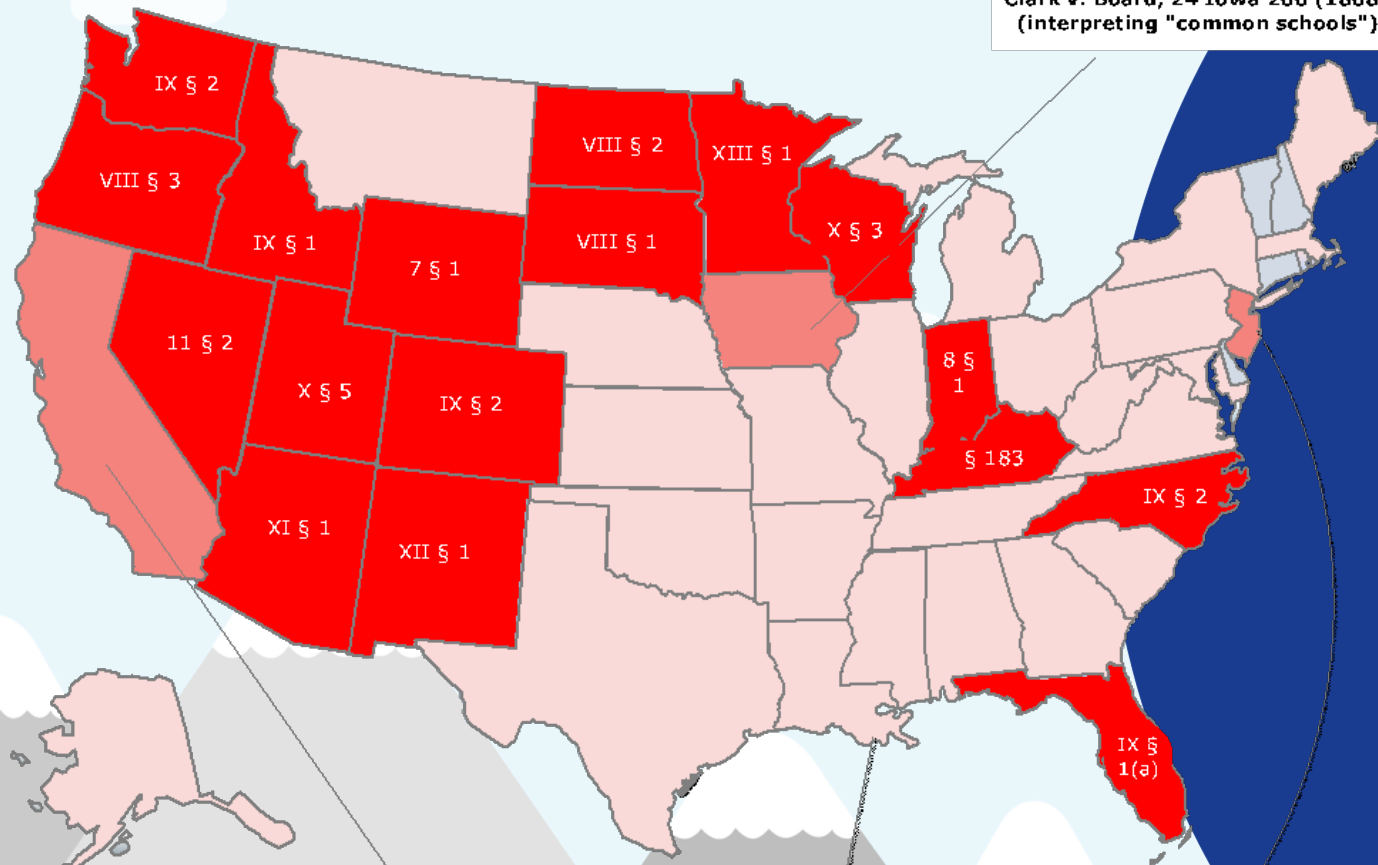 Clark v. Board, 24 Iowa 266 (1868
(interpreting "common schools")
IX § 2
VIII § 3
IX § 1
7 § 1
VIII § 2
VIII § 1
XIII § 1
X § 3
11 § 2
X § 5
IX § 2
8 §
1
§ 183
IX § 2
XI § 1
XII § 1
IX §
1(a)